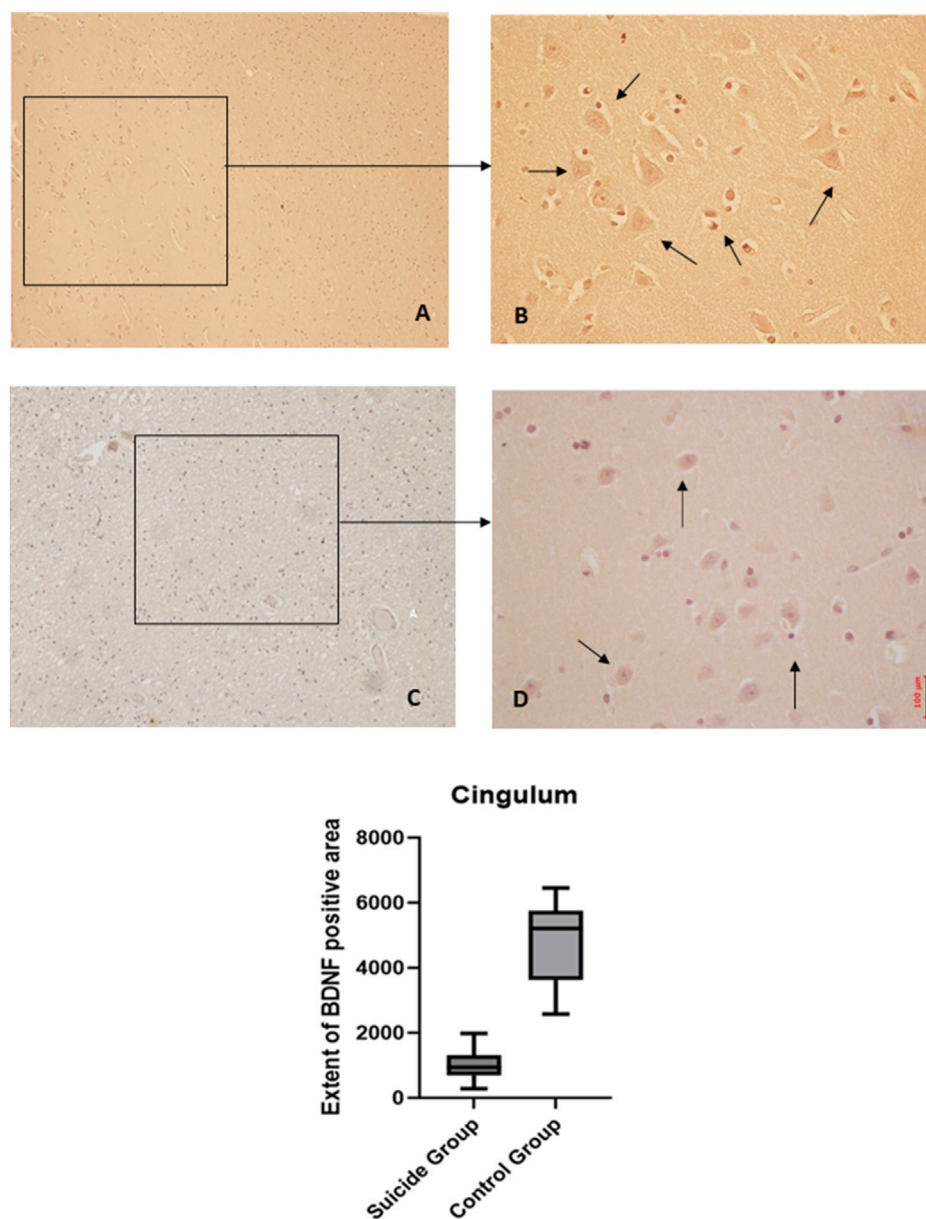 A
B
C
D
100 µm
Cingulum
Extent of BDNF positive area
8000
6000
4000
2000
0
Suicide Group
Control Group